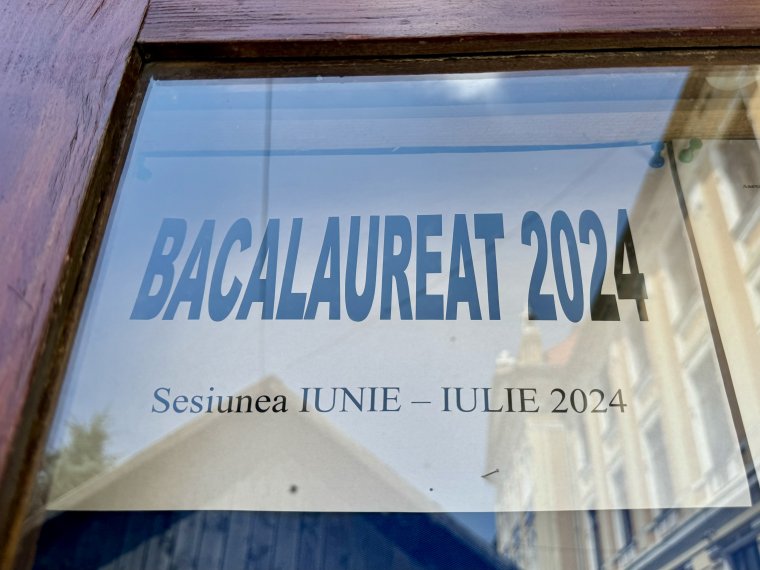 BACALAUREAT 2024
Sesiunea IUNIE – IULIE 2024